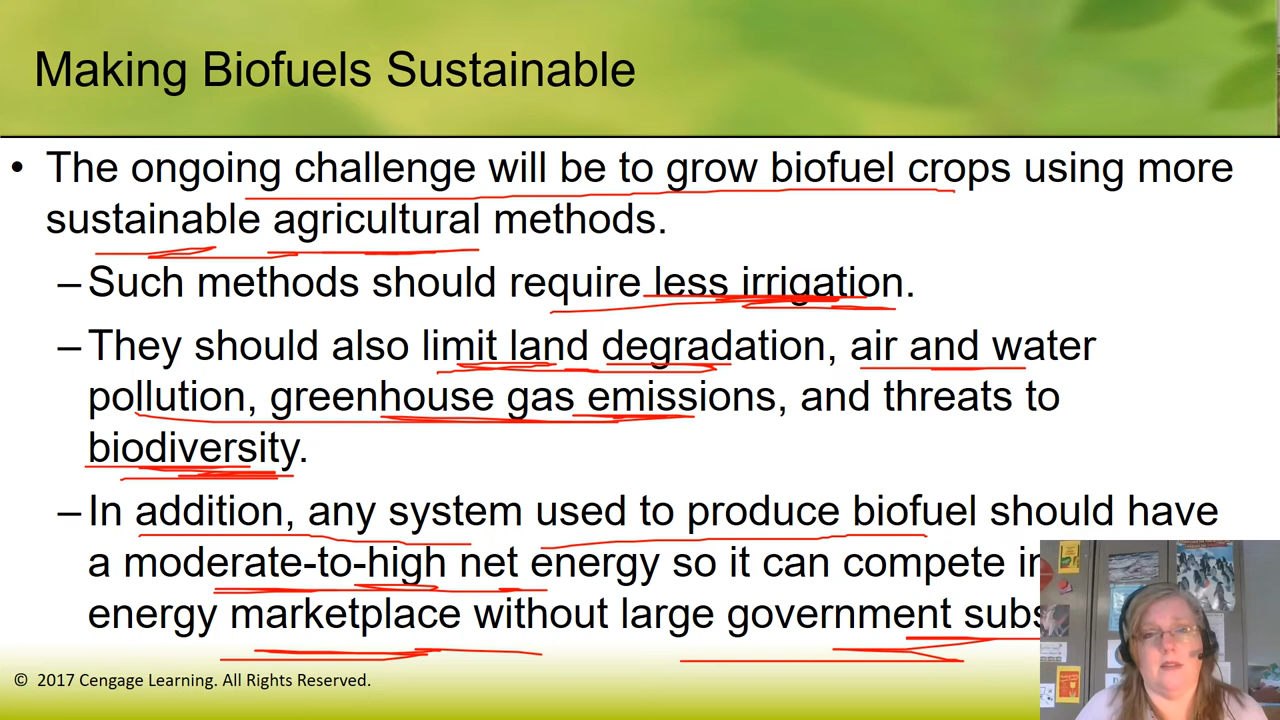 Making Biofuels Sustainable
• The ongoing challenge will be to grow biofuel crops using more
sustainable agricultural methods.
–Such methods should require less irrigation.
–They should also limit land degradation, air and water
pollution, greenhouse gas emissions, and threats to
biodiversity.
–In addition, any system used to produce biofuel should have
a moderate-to-high net energy so it can compete in
energy marketplace without large government subs
© 2017 Cengage Learning. All Rights Reserved.